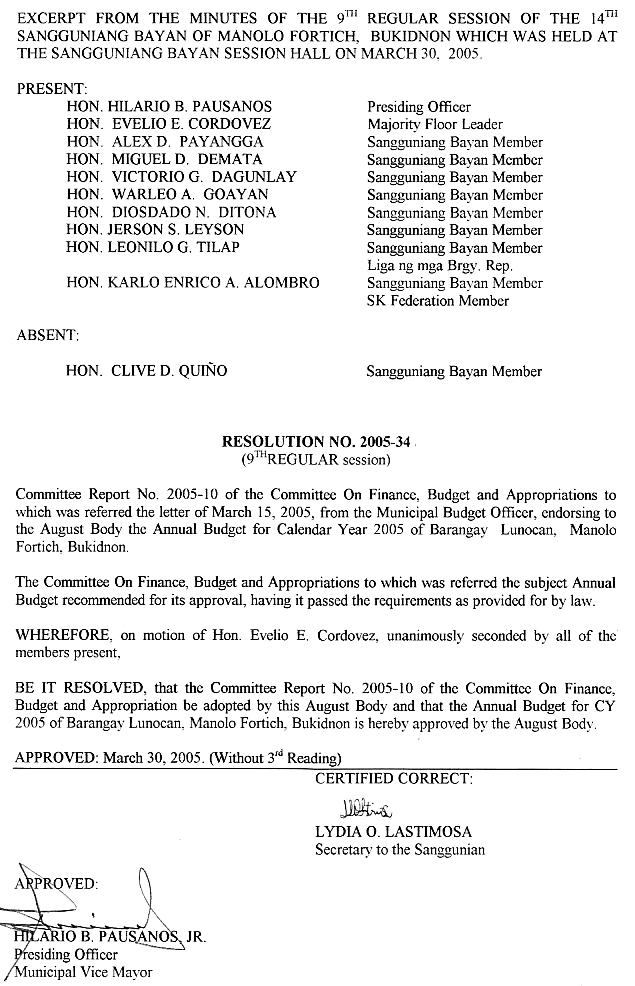 EXCERPT FROM THE MINUTES OF THE 9TH REGULAR SESSION OF THE 14TH
SANGGUNIANG BAYAN OF MANOLO FORTICH, BUKIDNON WHICH WAS HELD AT
THE SANGGUNIANG BAYAN SESSION HALL ON MARCH 30, 2005.
PRESENT:
HON. HILARIO B. PAUSANOS Presiding Officer
HON. EVELIO E. CORDOVEZ Majority Floor Leader
HON. ALEX D. PAYANGGA Sangguniang Bayan Member
HON. MIGUEL D. DEMATA Sangguniang Bayan Member
HON. VICTORIO G. DAGUNLAY Sangguniang Bayan Member
HON. WARLEO A. GOAYAN Sangguniang Bayan Member
HON. DIOSDADO N. DITONA Sangguniang Bayan Member
HON. JERSON S. LEYSON Sangguniang Bayan Member
HON. LEONILO G. TILAP Sangguniang Bayan Member
Liga ng mga Brgy. Rep.
HON. KARLO ENRICO A. ALOMBRO Sangguniang Bayan Member
SK Federation Member
ABSENT:
HON. CLIVE D. QUIÑO Sangguniang Bayan Member
RESOLUTION NO. 2005-34
(9THREGULAR session)
Committee Report No. 2005-10 of the Committee On Finance, Budget and Appropriations to
which was referred the letter of March 15, 2005, from the Municipal Budget Officer, endorsing to
the August Body the Annual Budget for Calendar Year 2005 of Barangay Lunocan, Manolo
Fortich, Bukidnon.
The Committee On Finance, Budget and Appropriations to which was referred the subject Annual
Budget recommended for its approval, having it passed the requirements as provided for by law.
WHEREFORE, on motion of Hon. Evelio E. Cordovez, unanimously seconded by all of the
members present,
BE IT RESOLVED, that the Committee Report No. 2005-10 of the Committee On Finance,
Budget and Appropriation be adopted by this August Body and that the Annual Budget for CY
2005 of Barangay Lunocan, Manolo Fortich, Bukidnon is hereby approved by the August Body.
APPROVED: March 30, 2005. (Without 3rd Reading)
CERTIFIED CORRECT:
LYDIA O. LASTIMOSA
Secretary to the Sanggunian
APPROVED:
HILARIO B. PAUSANOS, JR.
Presiding Officer
Municipal Vice Mayor